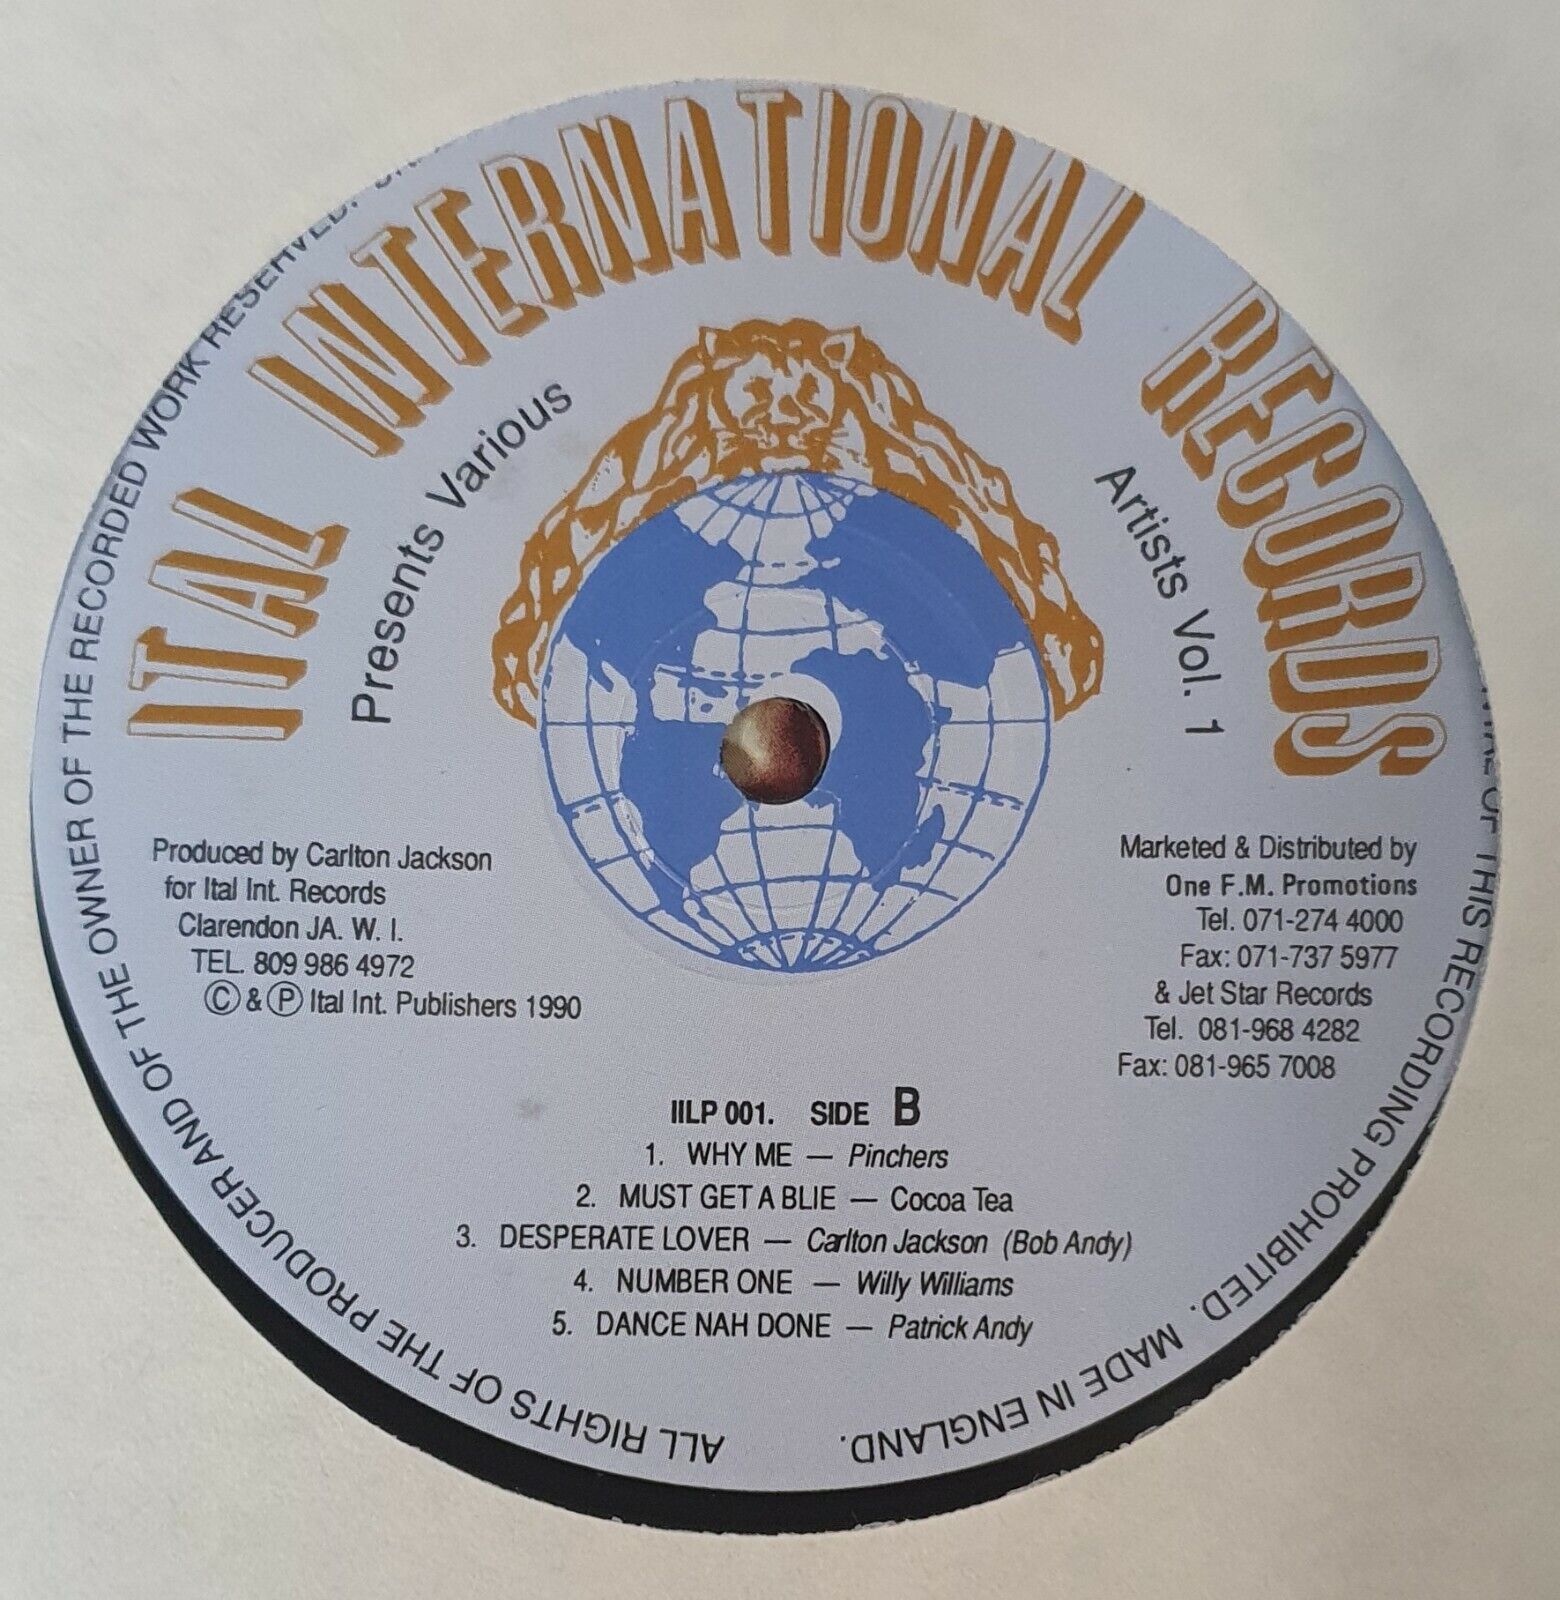 ITAL INTERNATIONAL RECORDS
Presents Various
Artists Vol. 1
Produced by Carlton Jackson
for Ital Int. Records
Clarendon JA. W. I.
TEL. 809 986 4972
© & Ⓟ Ital Int. Publishers 1990
Marketed & Distributed by
One F.M. Promotions
Tel. 071-274 4000
Fax: 071-737 5977
& Jet Star Records
Tel. 081-968 4282
Fax: 081-965 7008
IILP 001. SIDE B
1. WHY ME — Pinchers
2. MUST GET A BLIE — Cocoa Tea
3. DESPERATE LOVER — Carlton Jackson (Bob Andy)
4. NUMBER ONE — Willy Williams
5. DANCE NAH DONE — Patrick Andy
ALL RIGHTS OF THE PRODUCER AND OF THE OWNER OF THE RECORDED WORK RESERVED.
OF THIS RECORDING PROHIBITED. MADE IN ENGLAND.